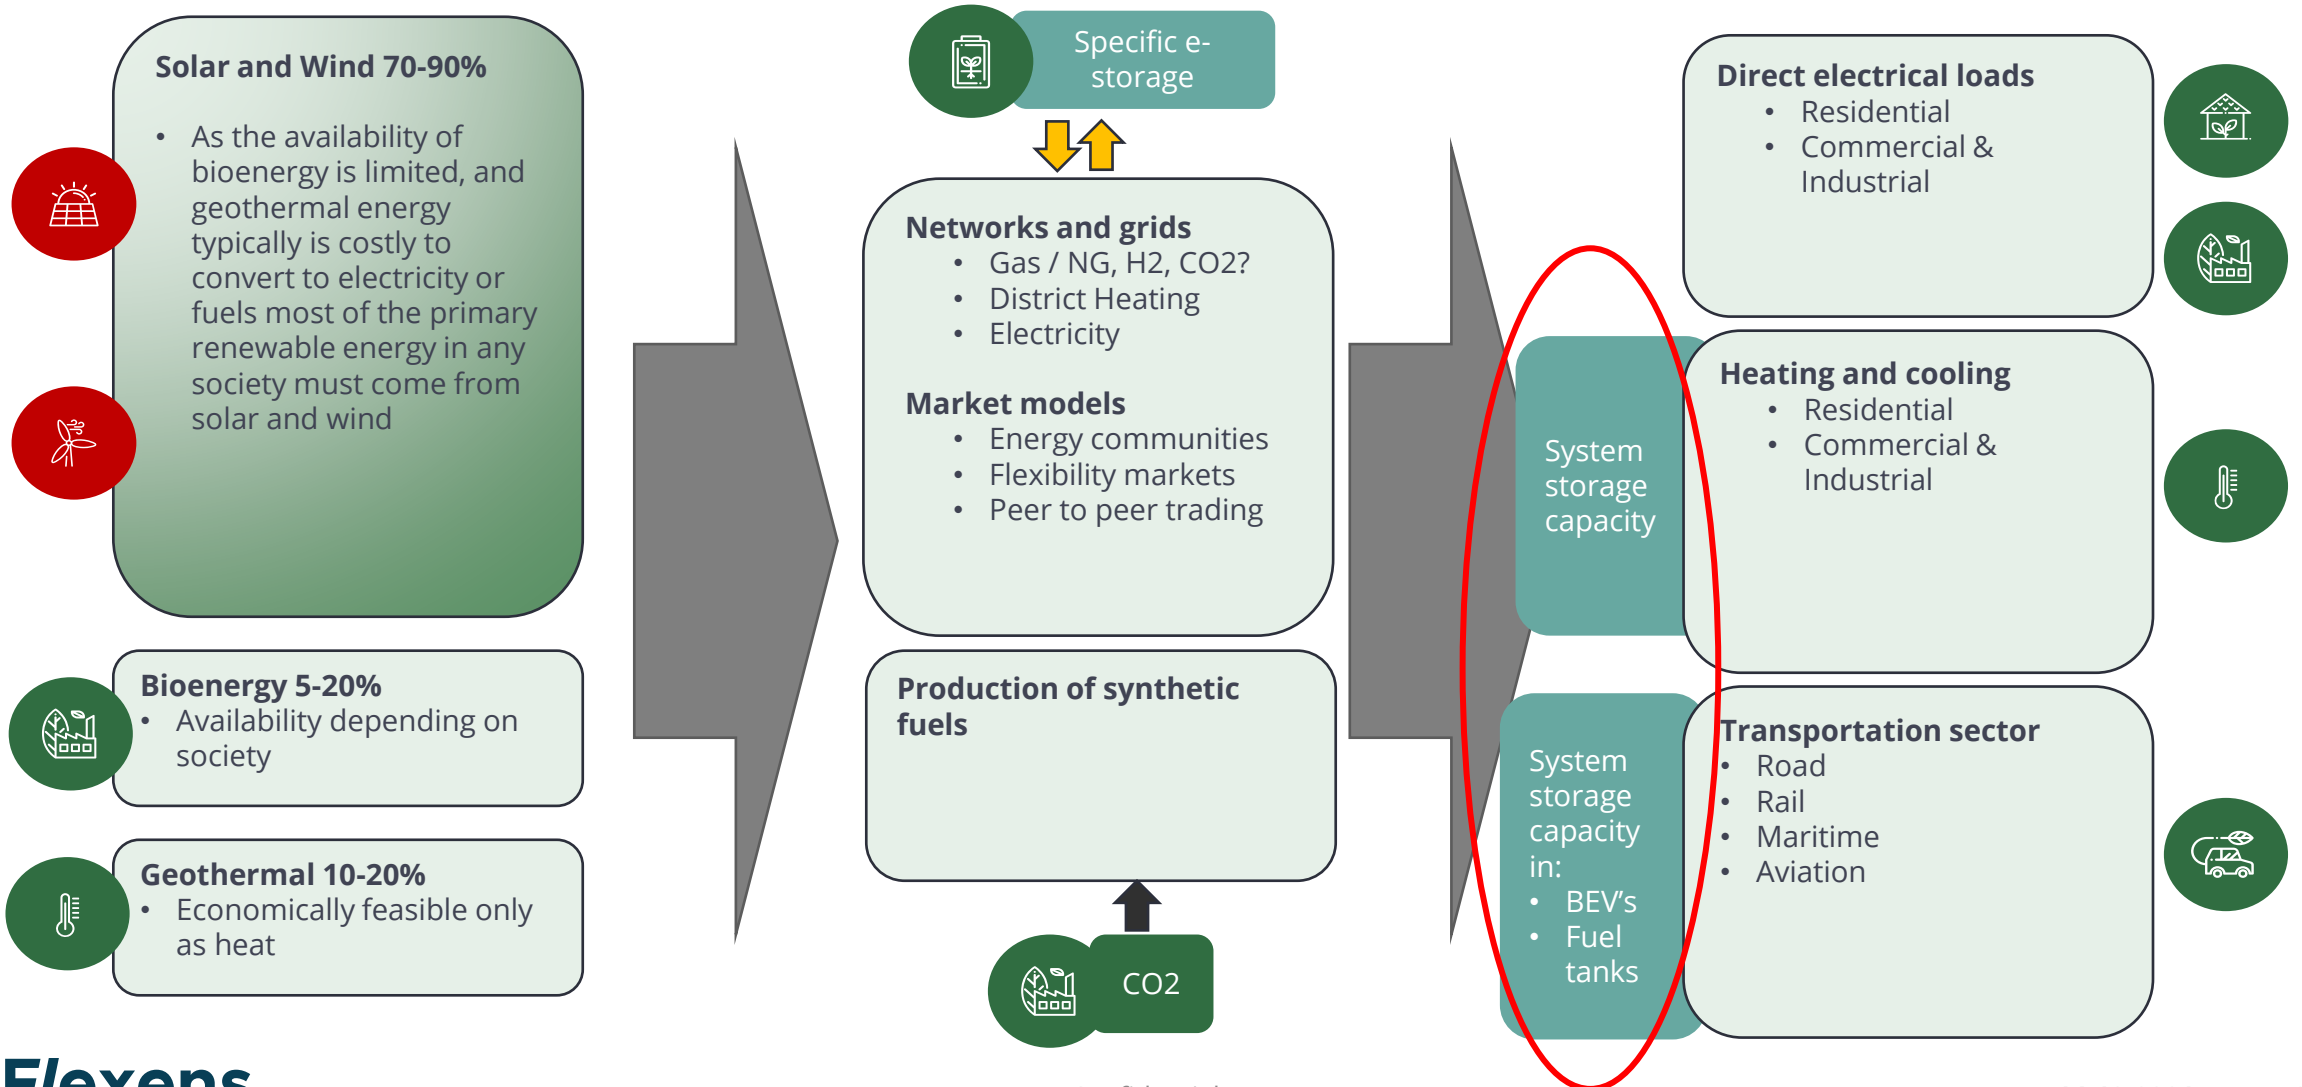 Solar and Wind 70-90%
• As the availability of
bioenergy is limited, and
geothermal energy
typically is costly to
convert to electricity or
fuels most of the primary
renewable energy in any
society must come from
solar and wind
Bioenergy 5-20%
• Availability depending on
society
Geothermal 10-20%
• Economically feasible only
as heat
Specific e-
storage
Networks and grids
• Gas / NG, H2, CO2?
• District Heating
• Electricity
Market models
• Energy communities
• Flexibility markets
• Peer to peer trading
Production of synthetic
fuels
CO2
System
storage
capacity
System
storage
capacity
in:
• BEV's
• Fuel
tanks
Direct electrical loads
• Residential
• Commercial &
Industrial
Heating and cooling
• Residential
• Commercial &
Industrial
Transportation sector
• Road
• Rail
• Maritime
• Aviation
Flexens